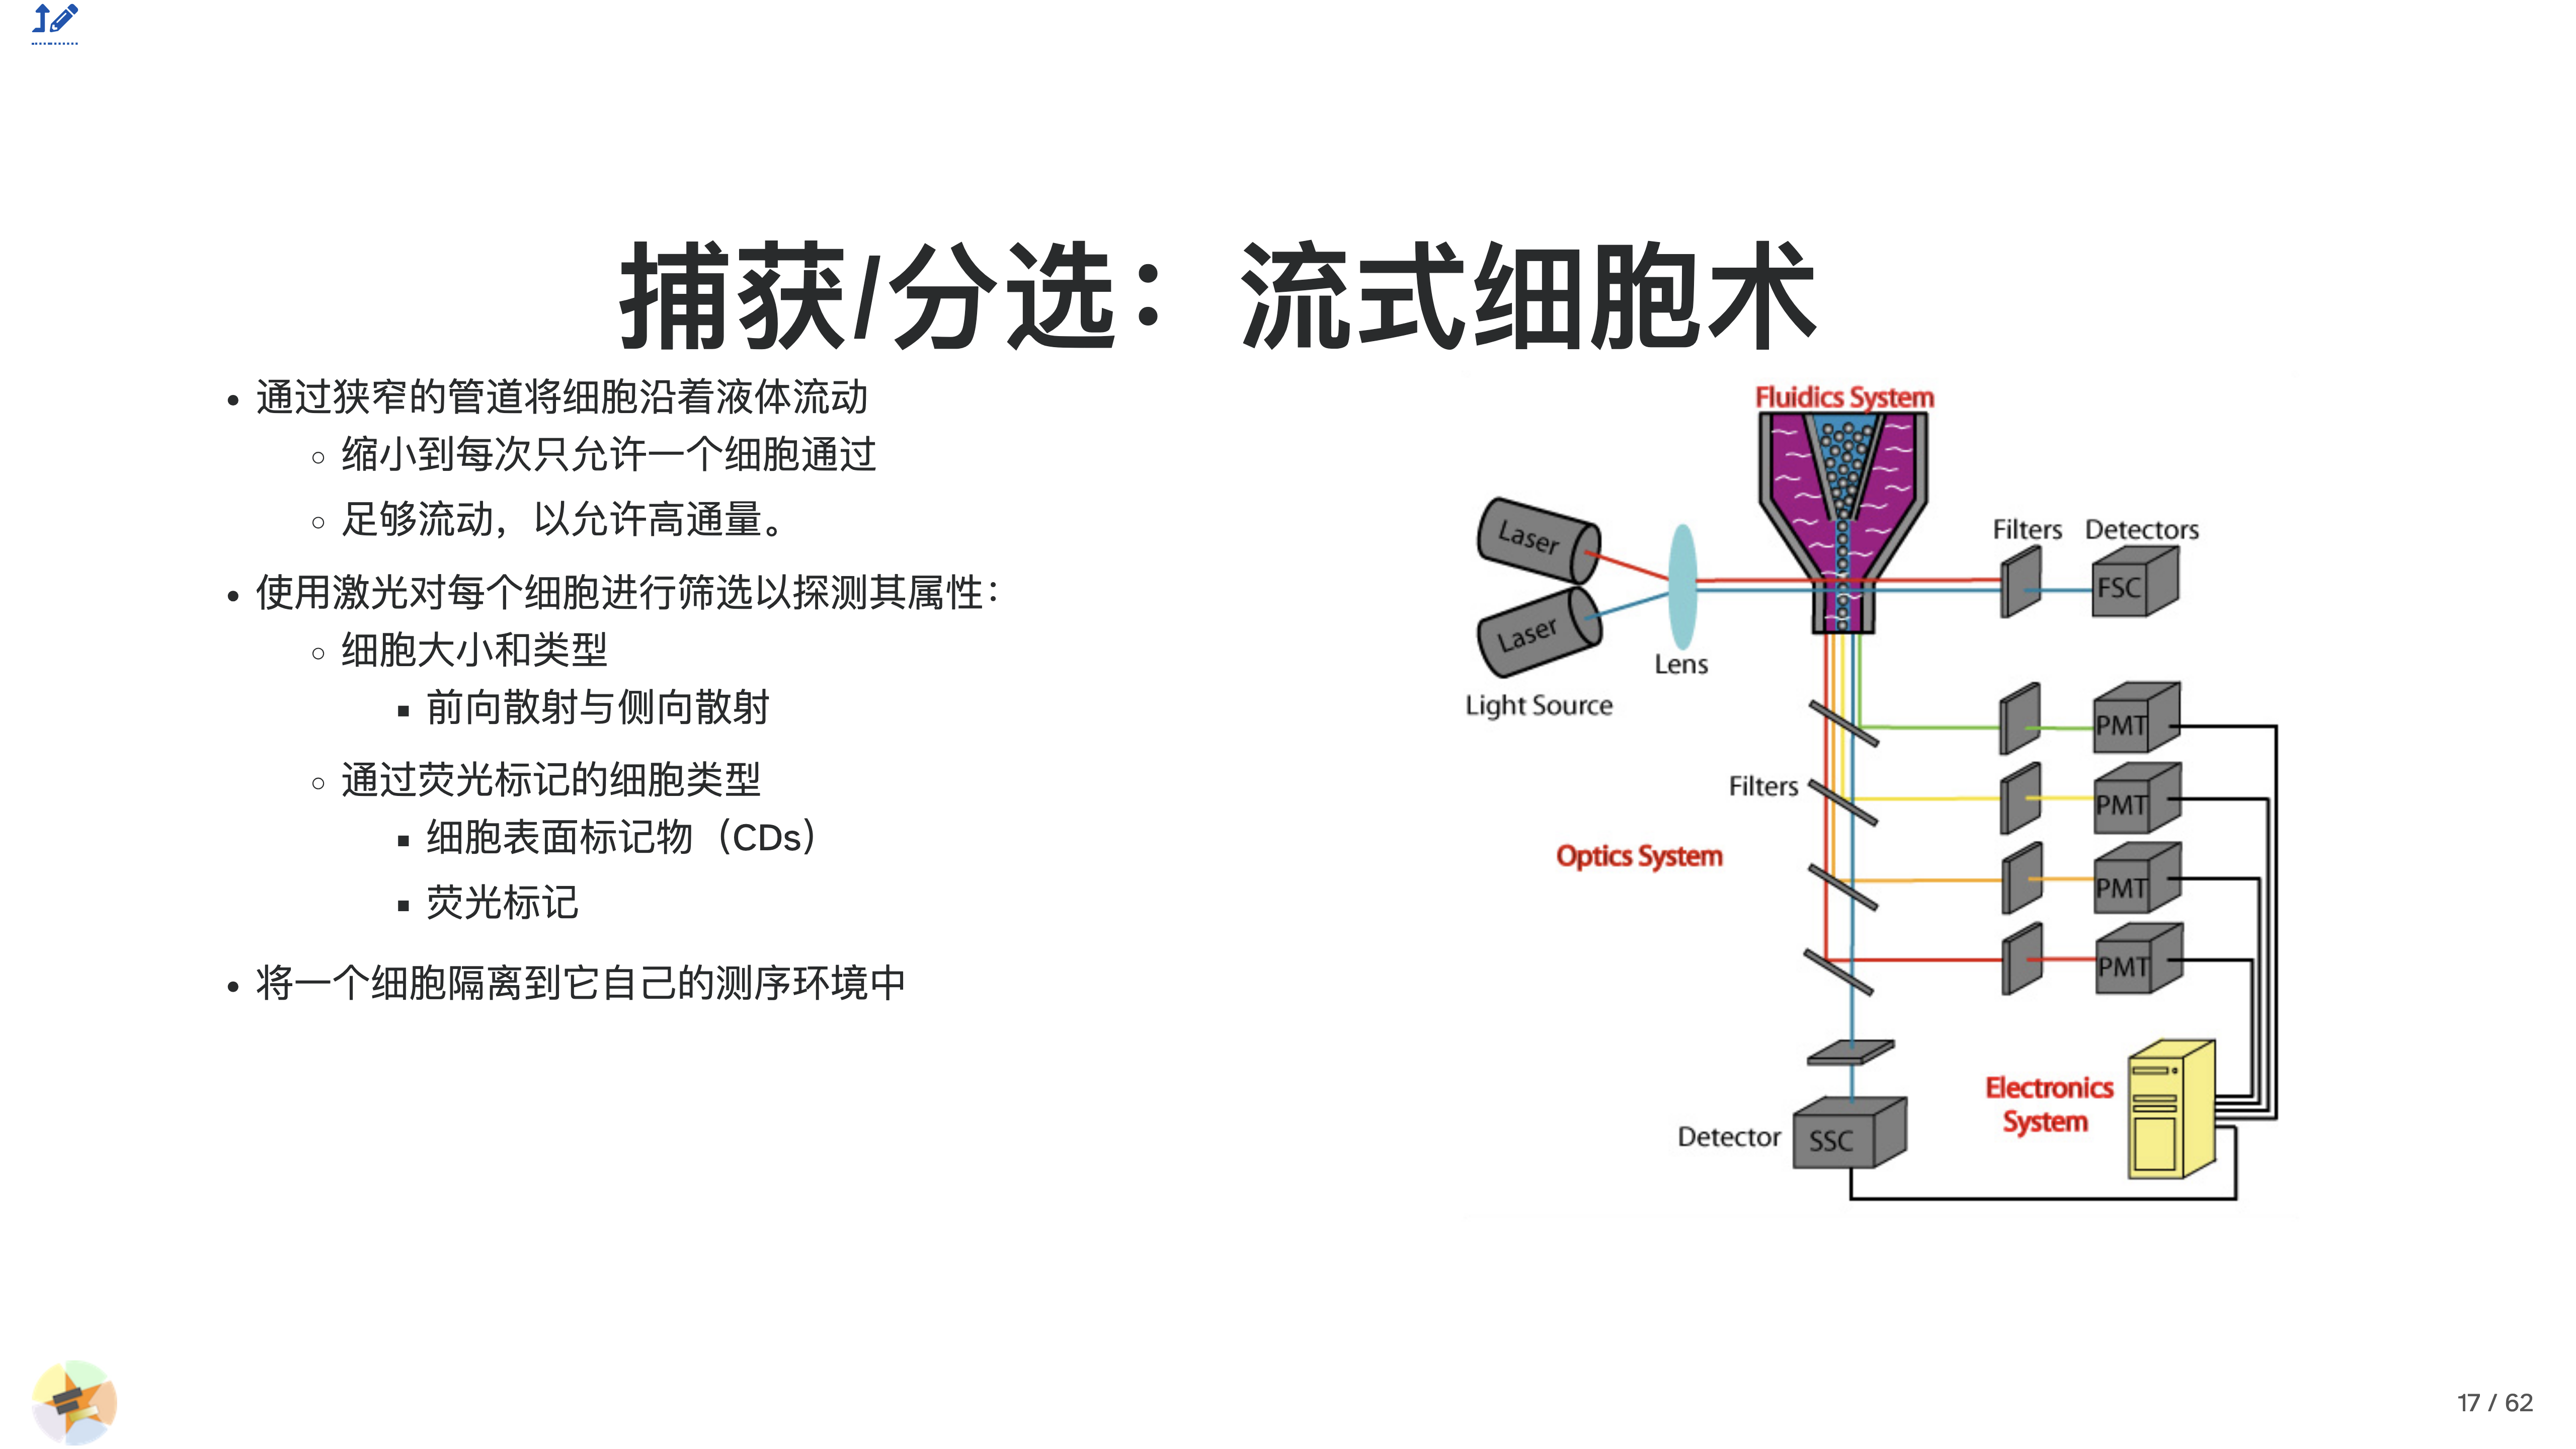 捕获/分选：流式细胞术
通过狭窄的管道将细胞沿着液体流动
缩小到每次只允许一个细胞通过
足够流动，以允许高通量。
使用激光对每个细胞进行筛选以探测其属性：
细胞大小和类型
前向散射与侧向散射
通过荧光标记的细胞类型
细胞表面标记物（CDs）
荧光标记
将一个细胞隔离到它自己的测序环境中
Fluidics System
Laser
Laser
Lens
Light Source
Filters Detectors
FSC
PMT
Filters
PMT
Optics System
PMT
PMT
Electronics
System
Detector
SSC
17 / 62